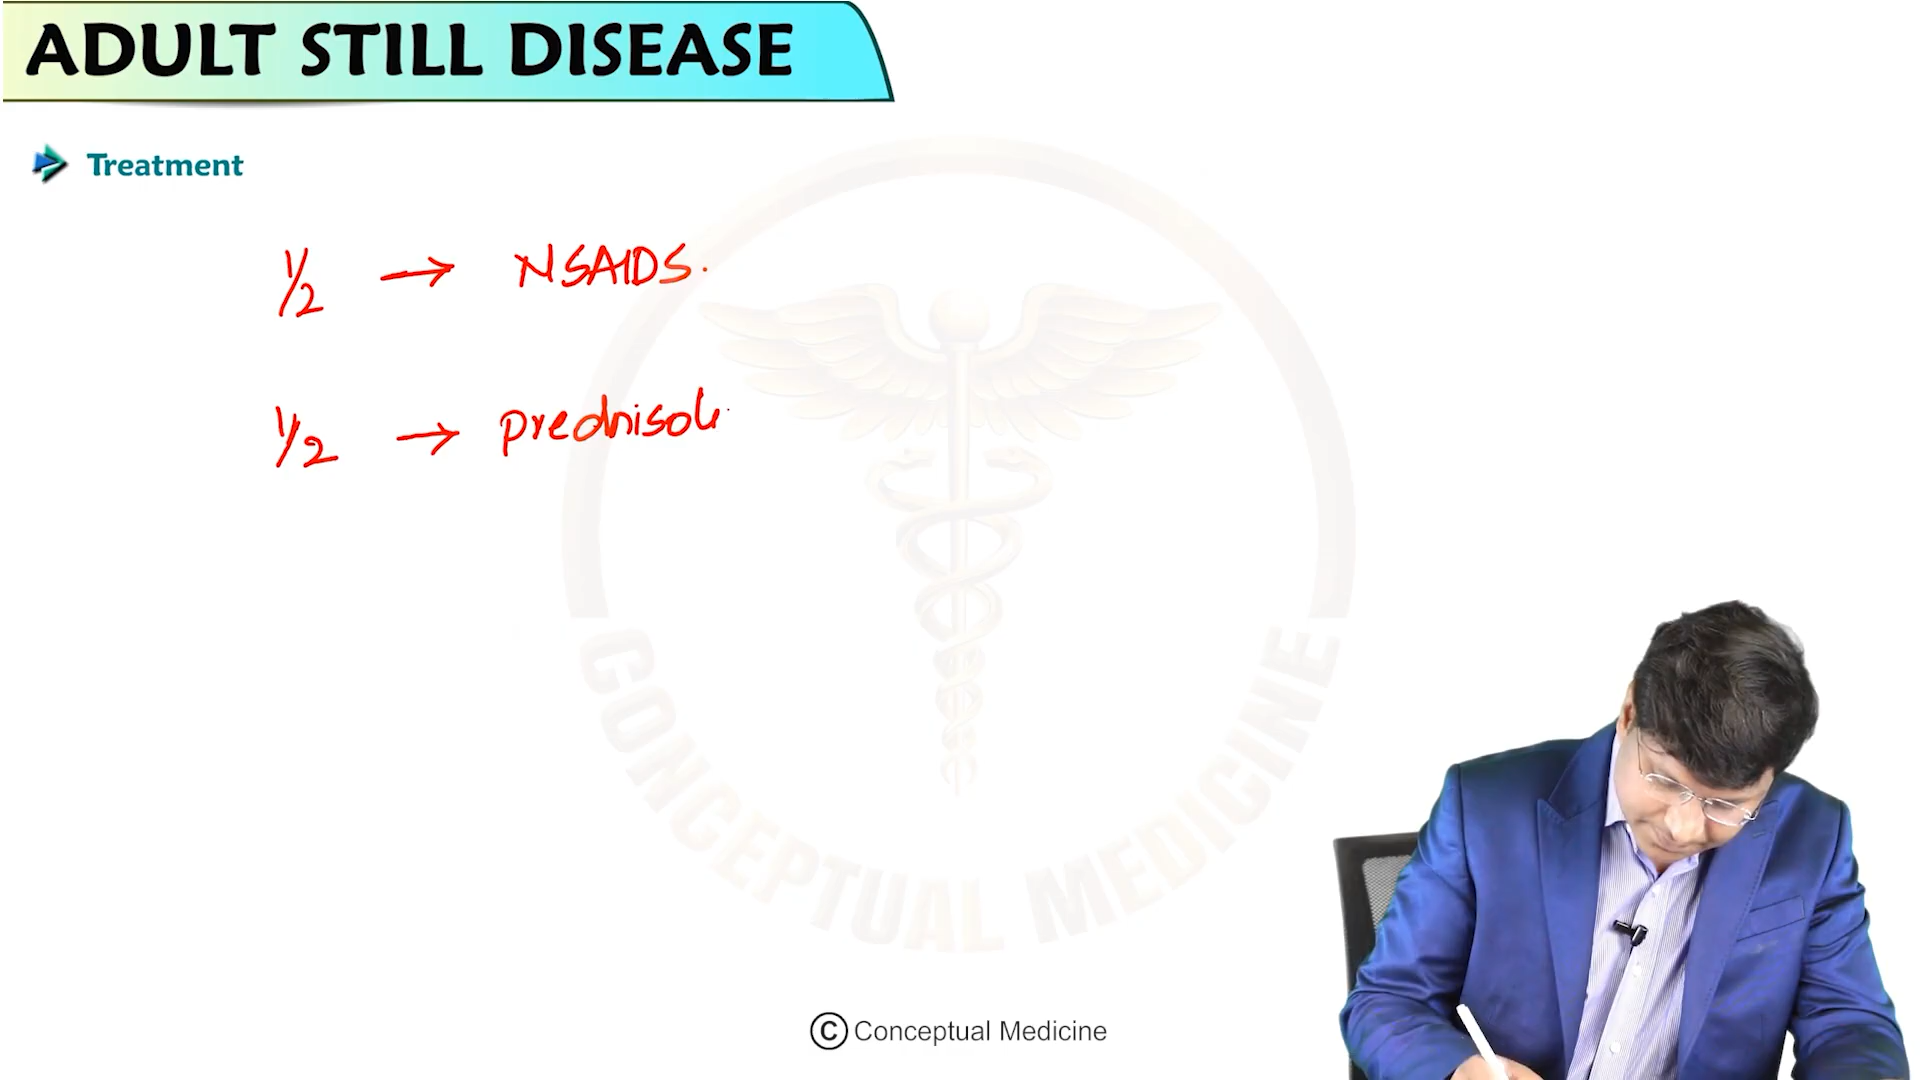 ADULT STILL DISEASE
Treatment
1/2 → NSAIDS.
1/2 → prednisol
CONCEPTUAL MEDICINE
© Conceptual Medicine